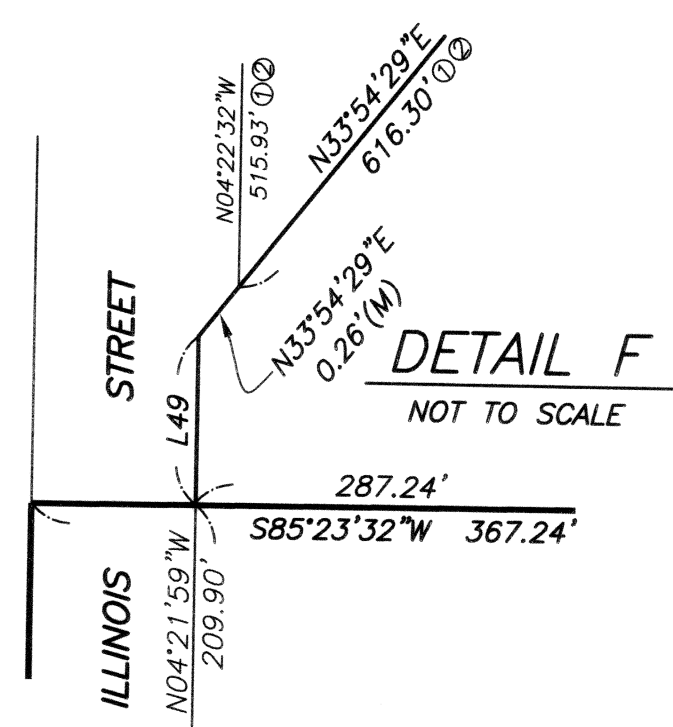 N04°22'32"W
515.93' ①②
N33°54'29"E
616.30' ①②
N33°54'29"E
0.26'(M)
STREET
DETAIL F
NOT TO SCALE
L49
287.24'
S85°23'32"W 367.24'
ILLINOIS
N04°21'59"W
209.90'